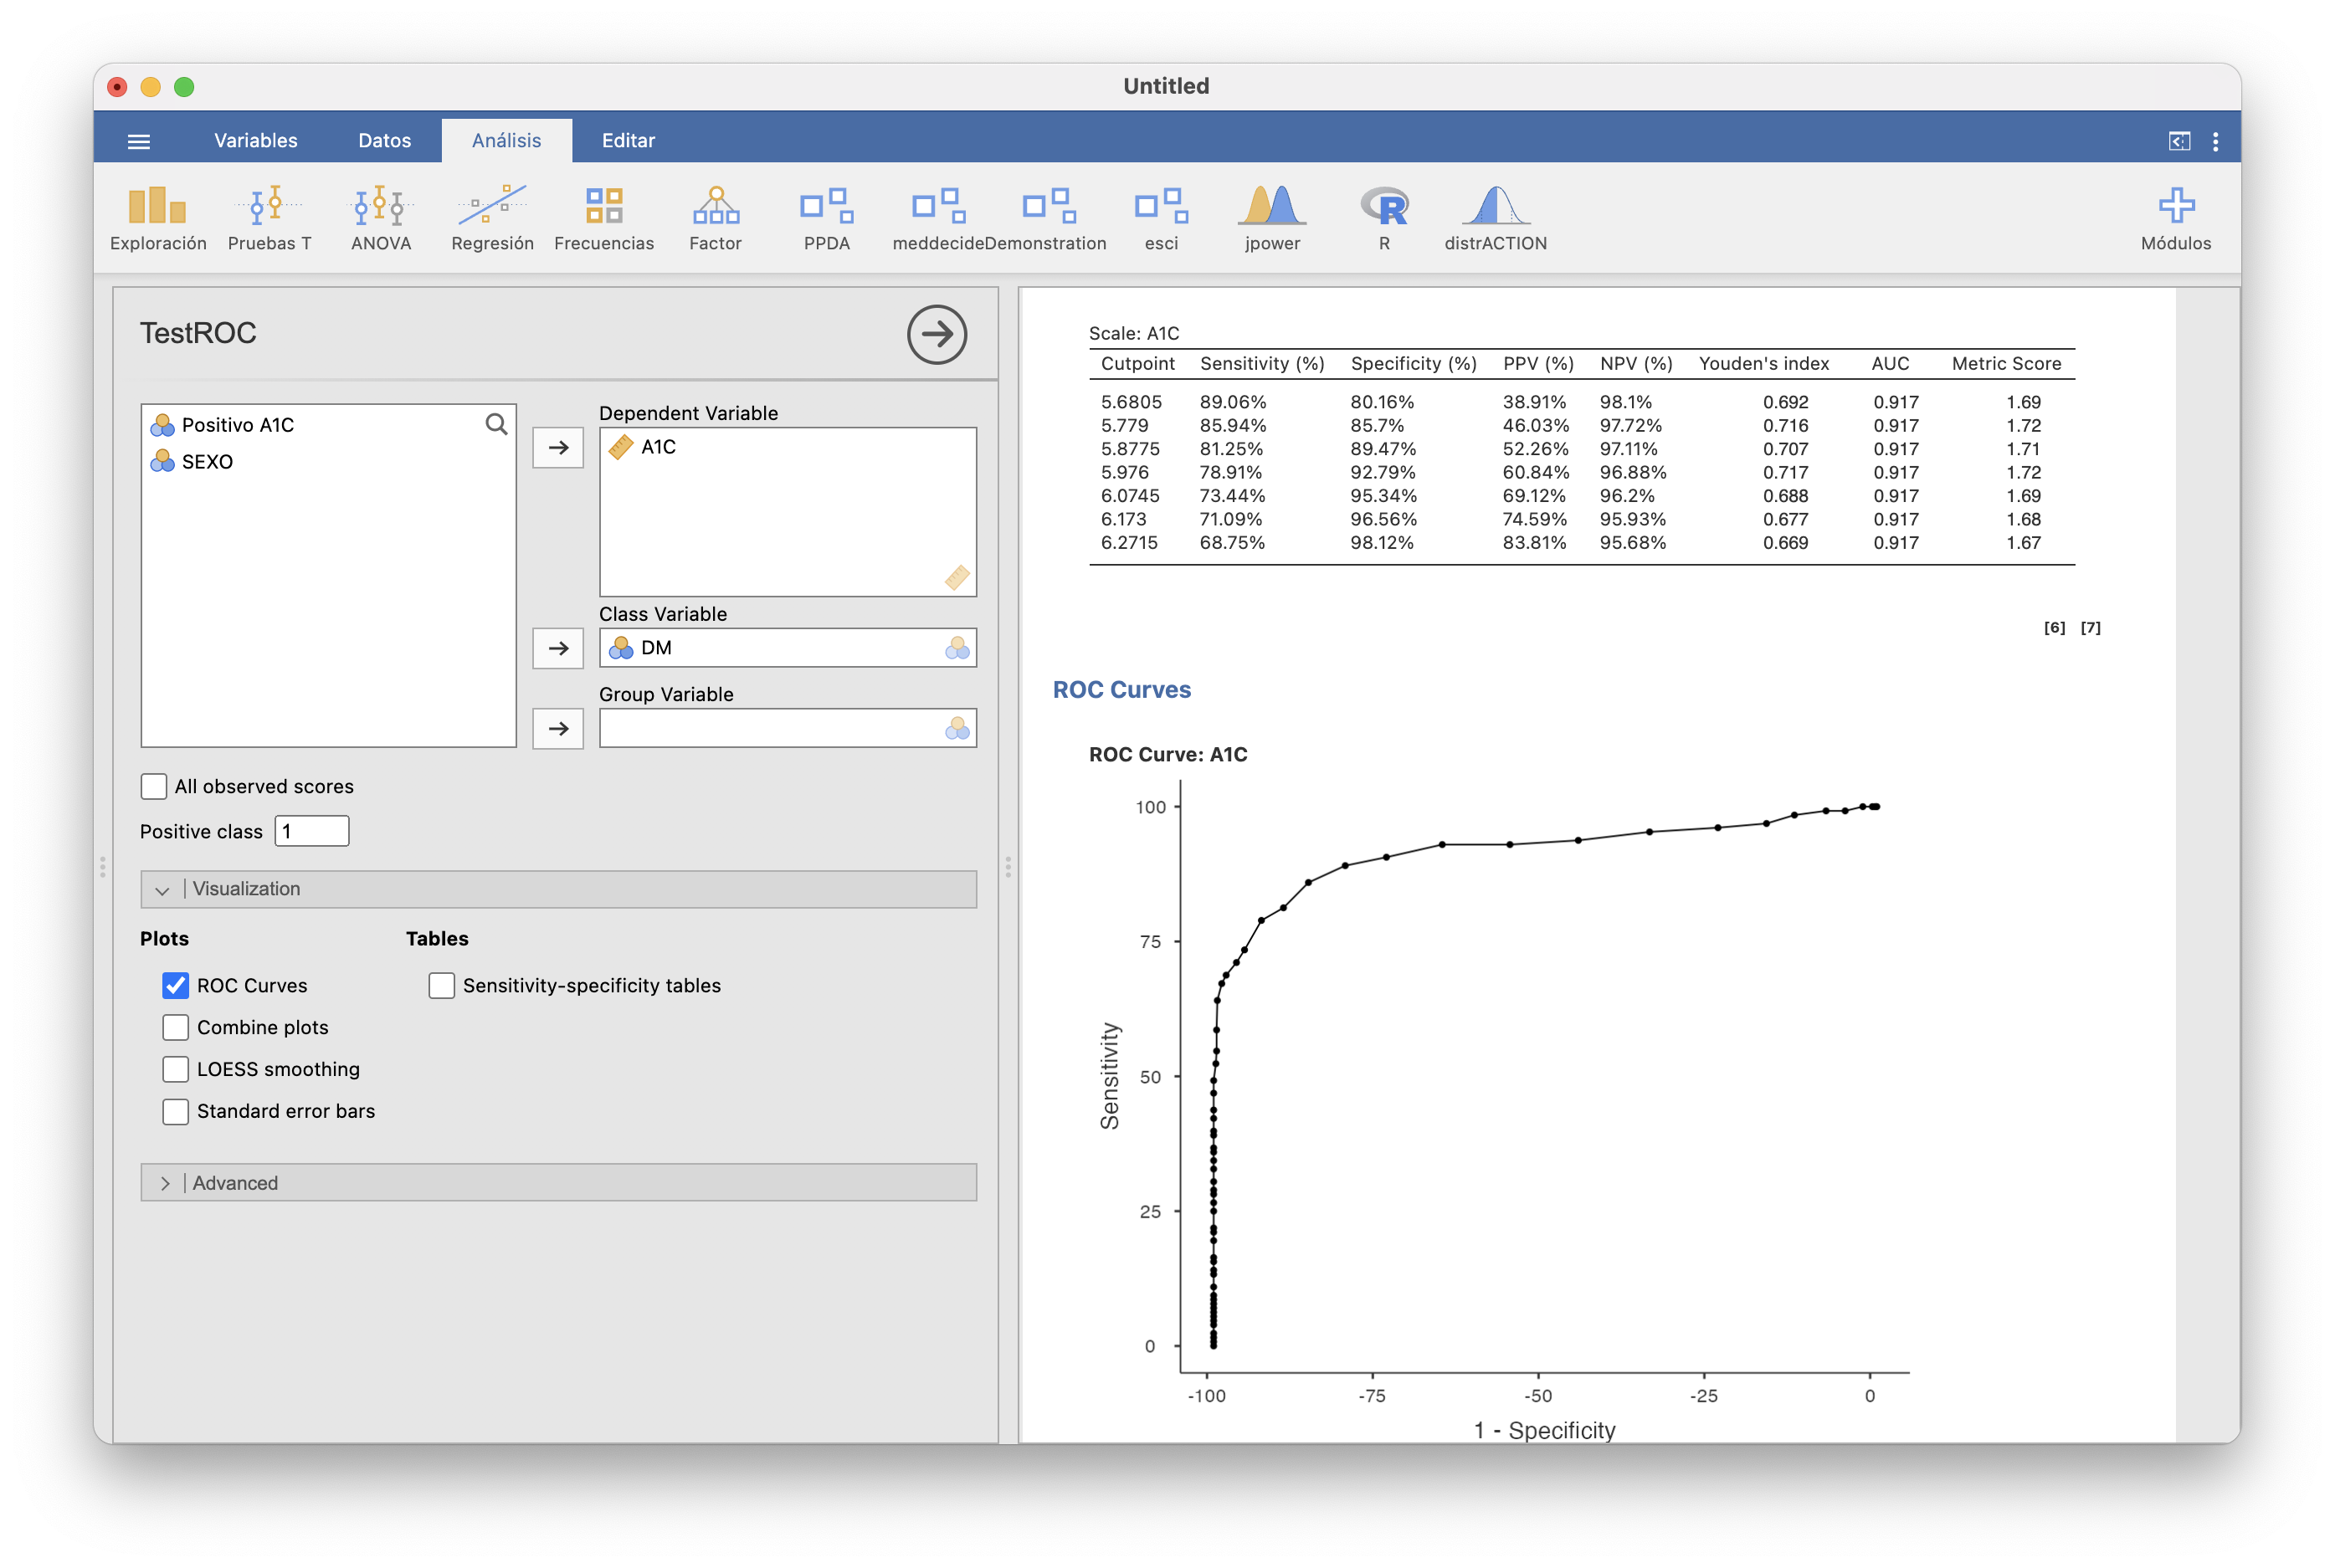 Untitled
Variables Datos Análisis Editar
Exploración Pruebas T ANOVA Regresión Frecuencias Factor PPDA meddecide Demonstration esci jpower R distrACTION Módulos
TestROC
Positivo A1C
SEXO
Dependent Variable
A1C
Class Variable
DM
Group Variable
All observed scores
Positive class 1
Visualization
Plots Tables
ROC Curves Sensitivity-specificity tables
Combine plots
LOESS smoothing
Standard error bars
Advanced
Scale: A1C
Cutpoint Sensitivity (%) Specificity (%) PPV (%) NPV (%) Youden's index AUC Metric Score
5.6805 89.06% 80.16% 38.91% 98.1% 0.692 0.917 1.69
5.779 85.94% 85.7% 46.03% 97.72% 0.716 0.917 1.72
5.8775 81.25% 89.47% 52.26% 97.11% 0.707 0.917 1.71
5.976 78.91% 92.79% 60.84% 96.88% 0.717 0.917 1.72
6.0745 73.44% 95.34% 69.12% 96.2% 0.688 0.917 1.69
6.173 71.09% 96.56% 74.59% 95.93% 0.677 0.917 1.68
6.2715 68.75% 98.12% 83.81% 95.68% 0.669 0.917 1.67
[6] [7]
ROC Curves
ROC Curve: A1C
100
75
50
25
0
Sensitivity
-100 -75 -50 -25 0
1 - Specificity